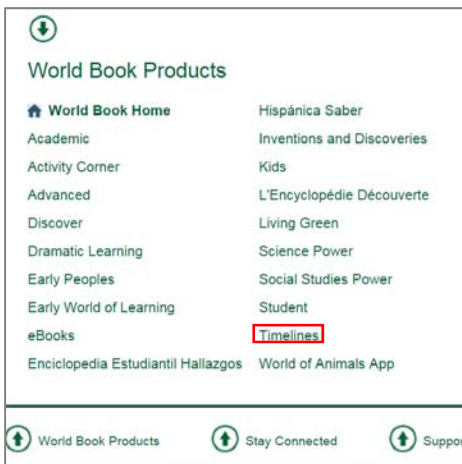 World Book Products
World Book Home
Academic
Activity Corner
Advanced
Discover
Dramatic Learning
Early Peoples
Early World of Learning
eBooks
Enciclopedia Estudiantil Hallazgos
Hispánica Saber
Inventions and Discoveries
Kids
L'Encyclopédie Découverte
Living Green
Science Power
Social Studies Power
Student
Timelines
World of Animals App
World Book Products
Stay Connected
Suppor